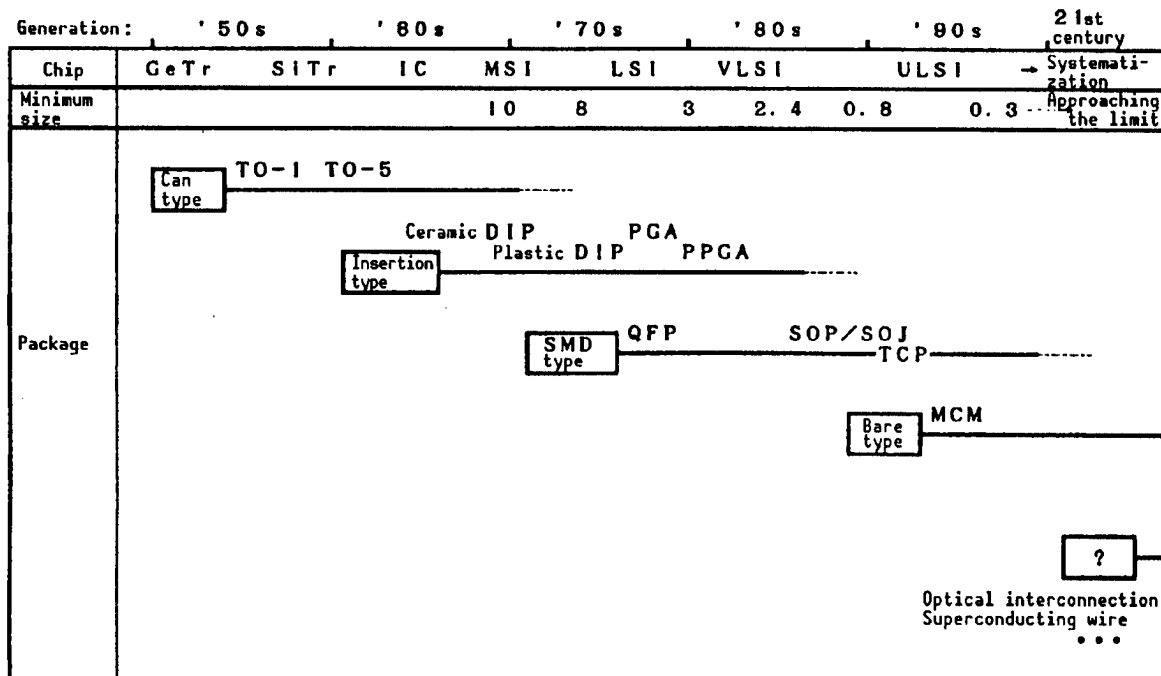 Generation: '50s '60s '70s '80s '90s 21st century
Chip GeTr SiTr IC MSI LSI VLSI ULSI → Systemati-
zation
Minimum size 10 8 3 2.4 0.8 0.3 Approaching
the limit
Package
Can
type
TO-1 TO-5
Ceramic DIP PGA
Plastic DIP PPGA
Insertion
type
SMD
type
QFP SOP/SOJ
TCP
Bare
type
MCM
?
Optical interconnection
Superconducting wire
• • •